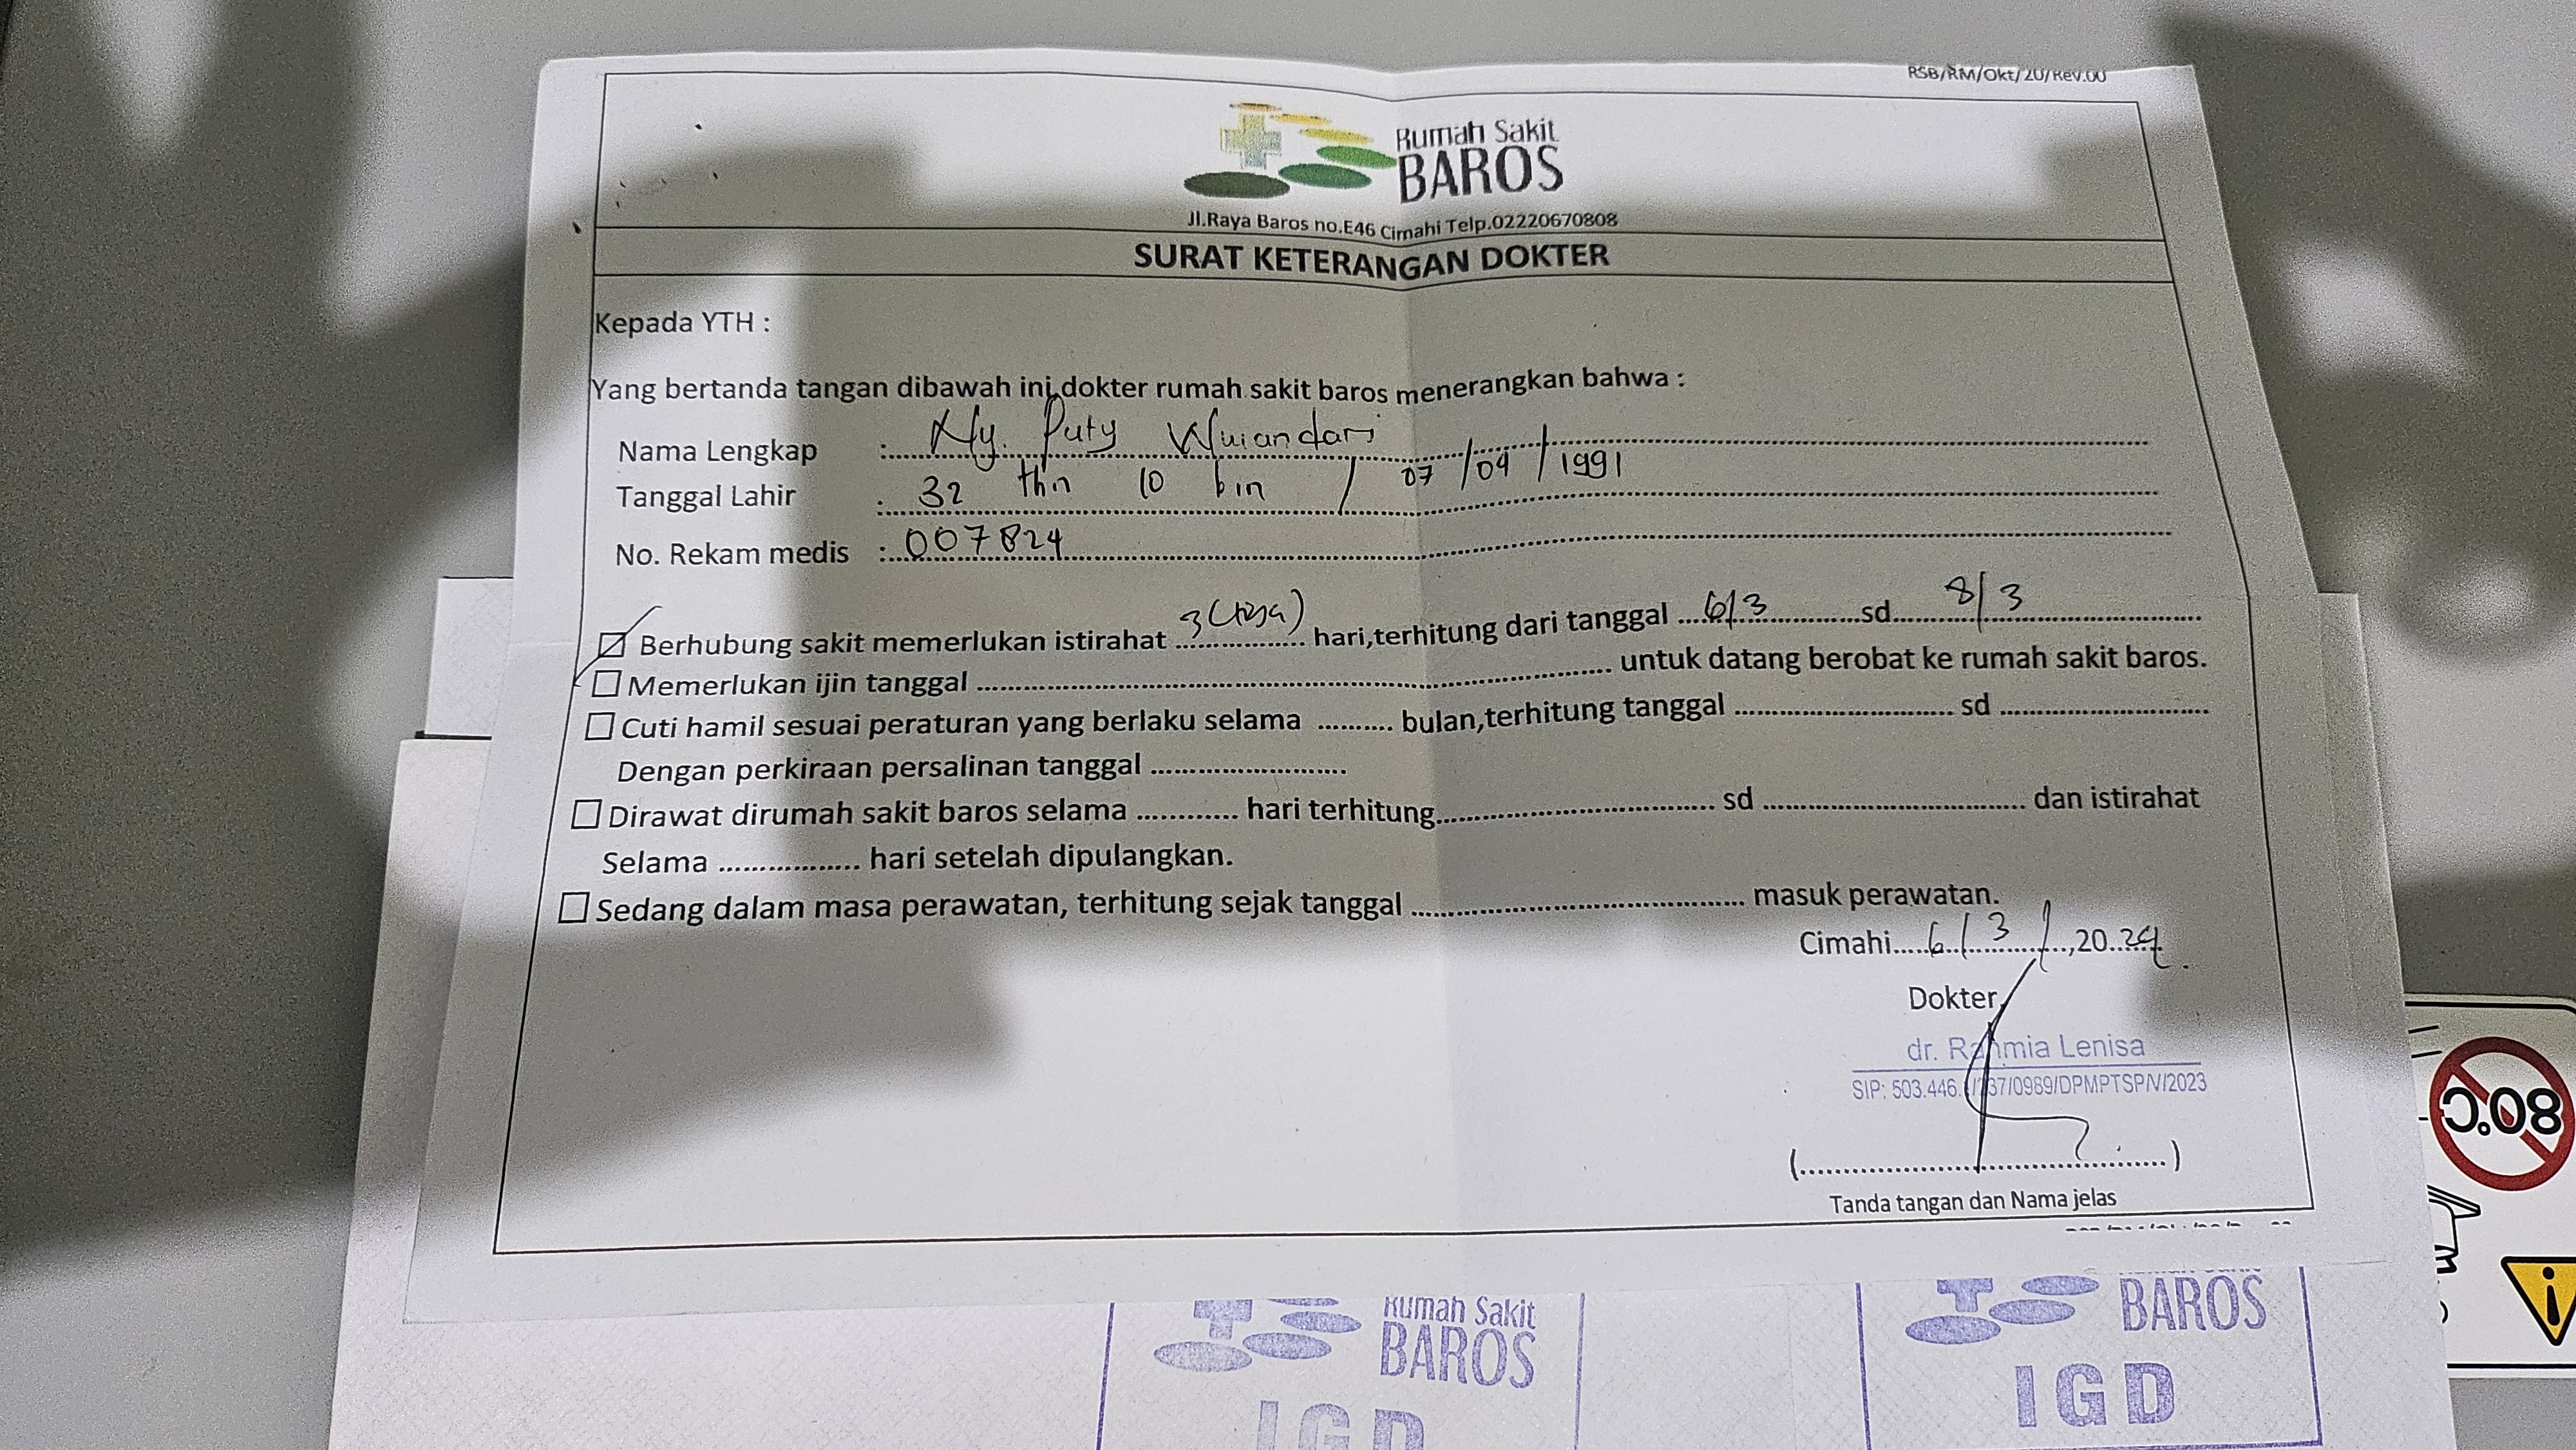 RSB/RM/Okt/20/Rev.00
Rumah Sakit
BAROS
Jl.Raya Baros no.E46 Cimahi Telp.02220670808
SURAT KETERANGAN DOKTER
Kepada YTH :
Yang bertanda tangan dibawah ini,dokter rumah sakit baros menerangkan bahwa :
Nama Lengkap : Ny. Puty Wulandari
Tanggal Lahir : 32 thn 10 bln / 07/04/1991
No. Rekam medis : 007824
Berhubung sakit memerlukan istirahat 3 hari,terhitung dari tanggal 6/3 sd 8/3
Memerlukan ijin tanggal untuk datang berobat ke rumah sakit baros.
Cuti hamil sesuai peraturan yang berlaku selama bulan,terhitung tanggal sd
Dengan perkiraan persalinan tanggal
Dirawat dirumah sakit baros selama hari terhitung sd dan istirahat
Selama hari setelah dipulangkan.
Sedang dalam masa perawatan, terhitung sejak tanggal masuk perawatan.
Cimahi 6/3/,2024.
Dokter
dr. Rahmia Lenisa
SIP: 503.446. /0989/DPMPTSP/V/2023
( )
Tanda tangan dan Nama jelas
Rumah Sakit
BAROS
IGD
BAROS
IGD
80°C